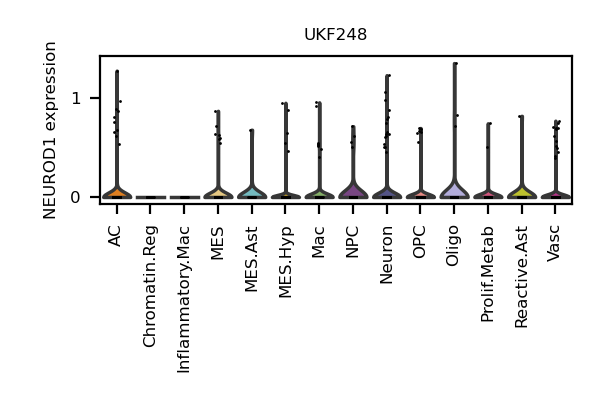 UKF248
NEUROD1 expression
1
0
AC
Chromatin.Reg
Inflammatory.Mac
MES
MES.Ast
MES.Hyp
Mac
NPC
Neuron
OPC
Oligo
Prolif.Metab
Reactive.Ast
Vasc